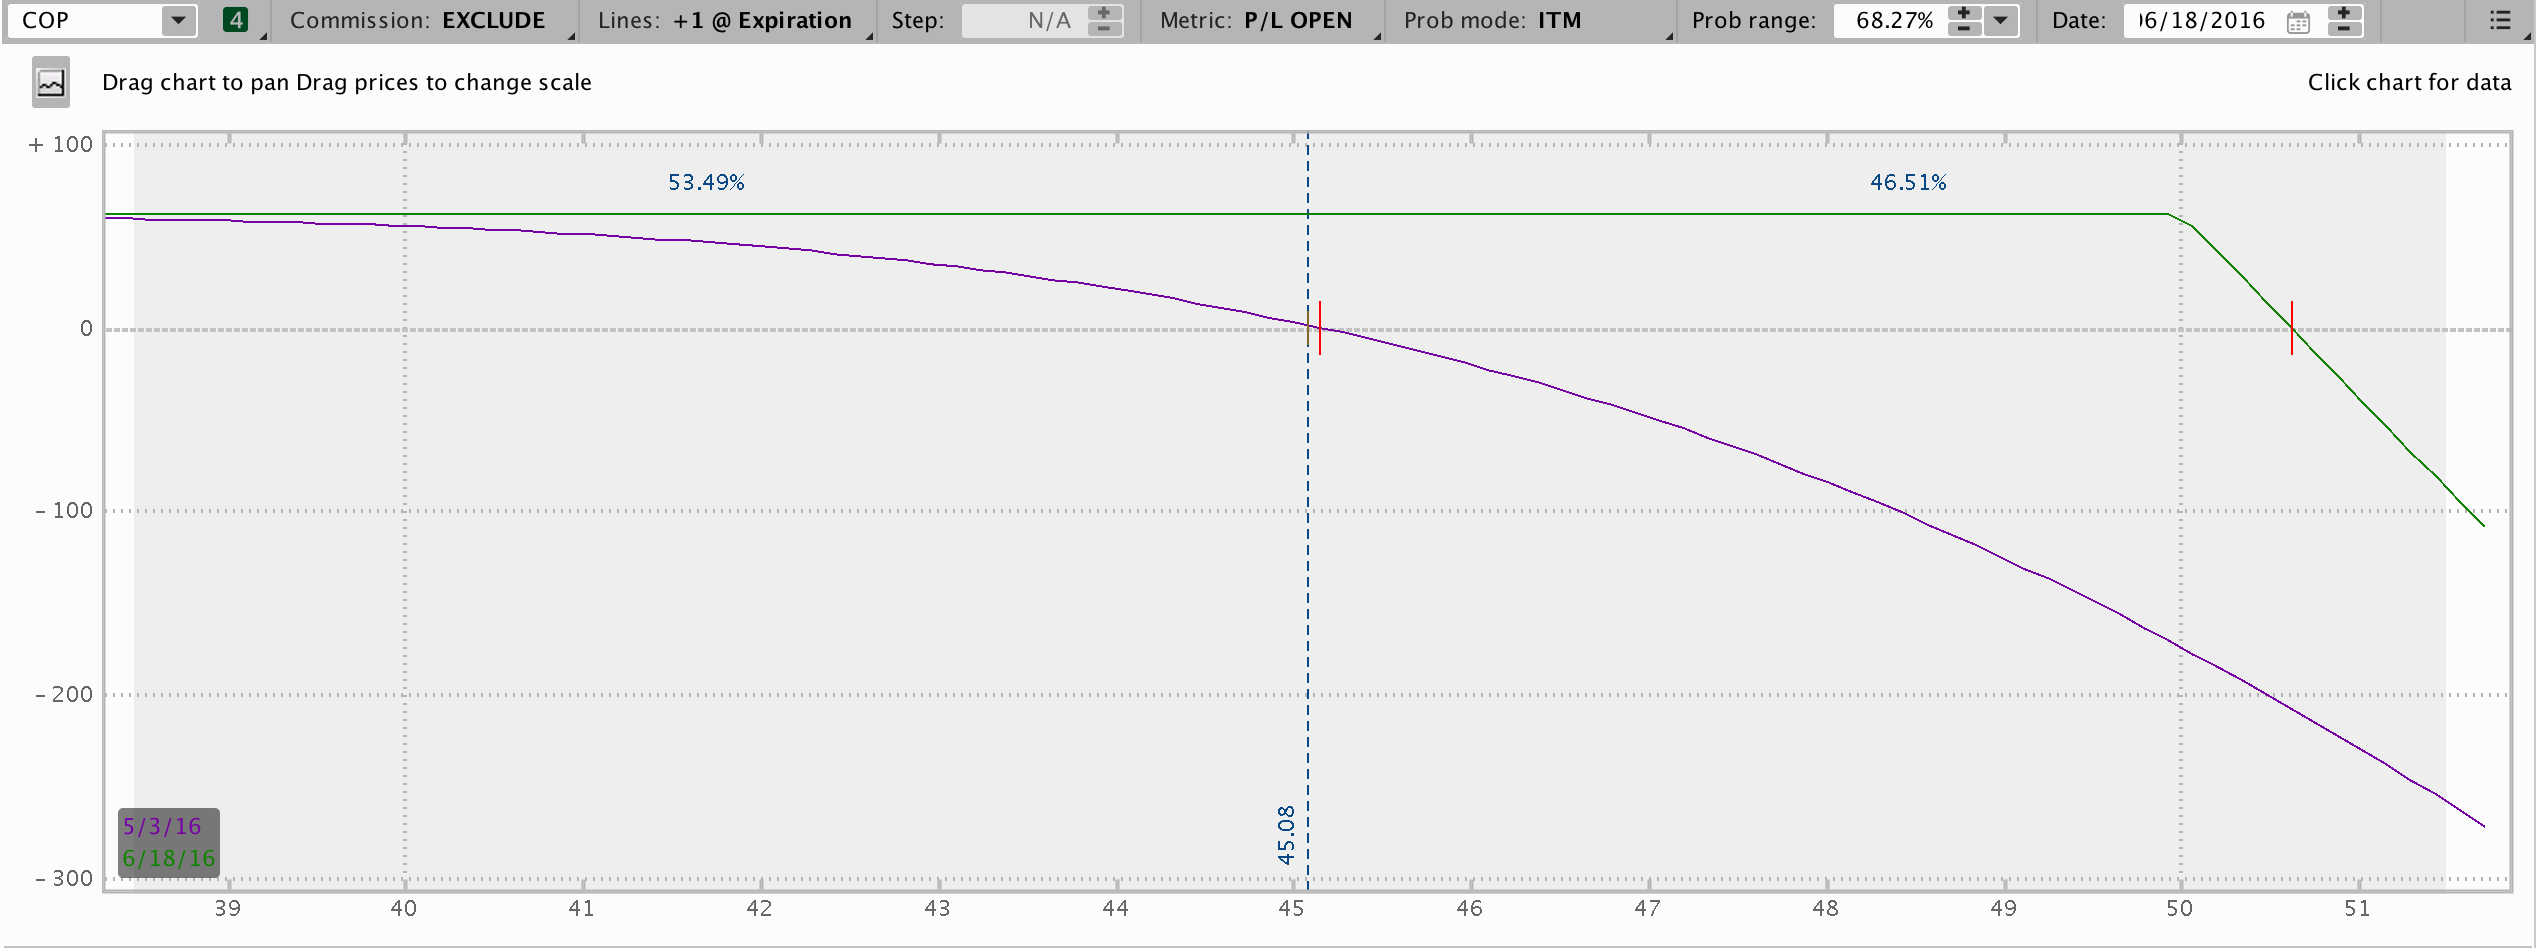 COP 4 Commission: EXCLUDE Lines: +1 @ Expiration Step: N/A Metric: P/L OPEN Prob mode: ITM Prob range: 68.27% Date: 6/18/2016
Drag chart to pan Drag prices to change scale
Click chart for data
+ 100
53.49%
46.51%
0
- 100
- 200
45.08
5/3/16
6/18/16
- 300
39 40 41 42 43 44 45 46 47 48 49 50 51